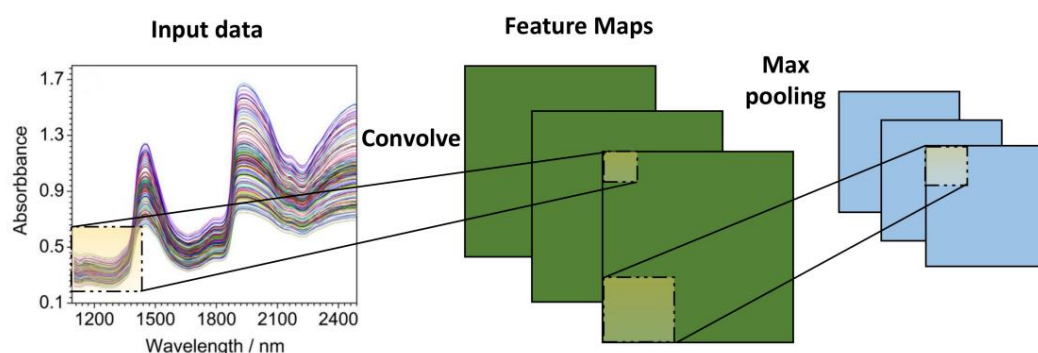 Input data
Feature Maps
Max
pooling
Convolve
Absorbbance
1.7
1.3
0.9
0.5
0.1
1200 1500 1800 2100 2400
Wavelength / nm